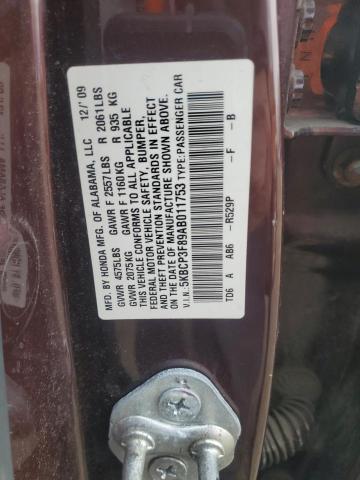 MFD. BY HONDA MFG. OF ALABAMA, LLC 12/'09
GVWR 4575LBS GAWR F 2557LBS R 2061LBS
GVWR 2075KG GAWR F 1160KG R 935 KG
THIS VEHICLE CONFORMS TO ALL APPLICABLE
FEDERAL MOTOR VEHICLE SAFETY, BUMPER,
AND THEFT PREVENTION STANDARDS IN EFFECT
ON THE DATE OF MANUFACTURE SHOWN ABOVE.
V.I.N.: 5KBCP3F89AB011753 TYPE:PASSENGER CAR
TD6 A AB6 -R529P -F -B